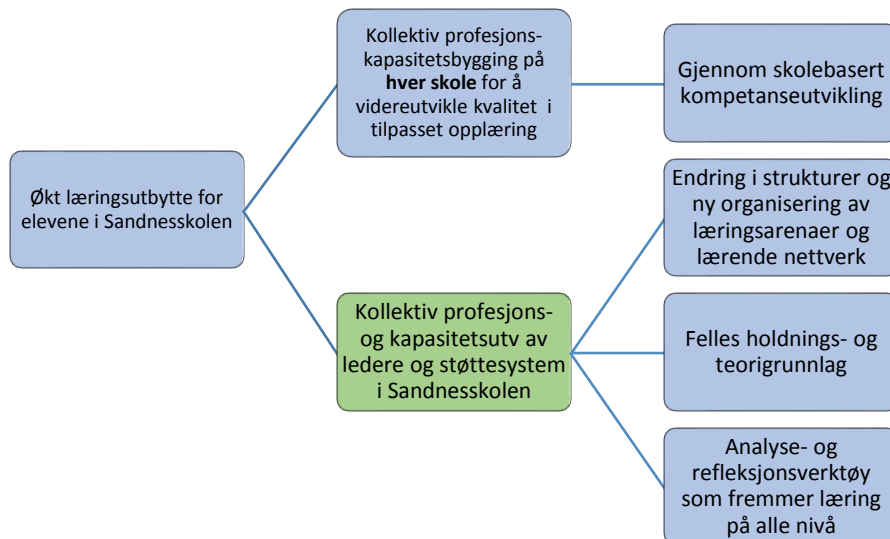 Økt læringsutbytte for
elevene i Sandnesskolen
Kollektiv profesjons-
kapasitetsbygging på
hver skole for å
videreutvikle kvalitet i
tilpasset opplæring
Gjennom skolebasert
kompetanseutvikling
Kollektiv profesjons-
og kapasitetsutv av
ledere og støttesystem
i Sandnesskolen
Endring i strukturer og
ny organisering av
læringsarenaer og
lærende nettverk
Felles holdnings- og
teorigrunnlag
Analyse- og
refleksjonsverktøy
som fremmer læring
på alle nivå